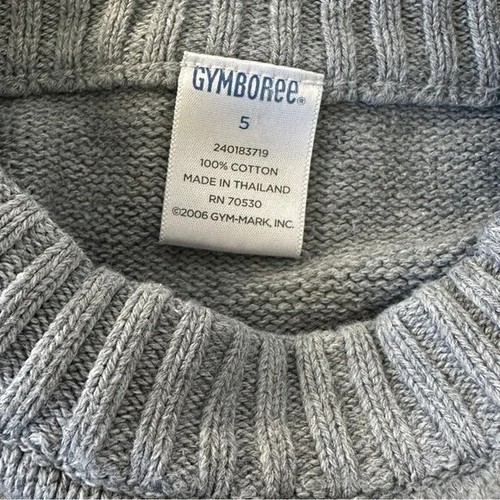 GYMBOREE®
5
240183719
100% COTTON
MADE IN THAILAND
RN 70530
©2006 GYM-MARK, INC.